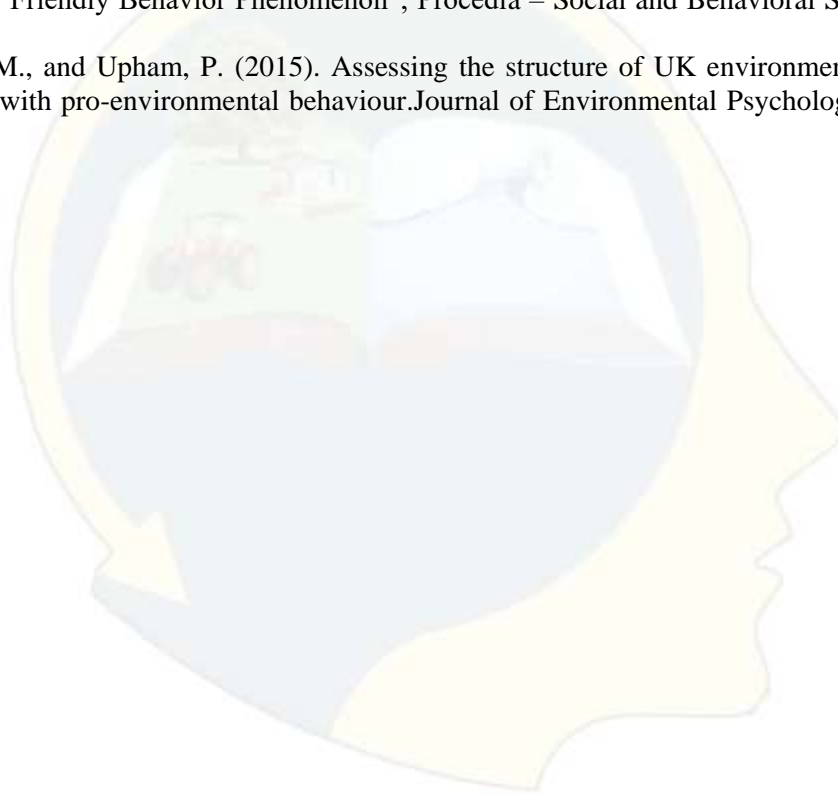 Friendly Behavior Phenomenon", Procedia – Social and Behavioral S
M., and Upham, P. (2015). Assessing the structure of UK environmen
with pro-environmental behaviour.Journal of Environmental Psycholog